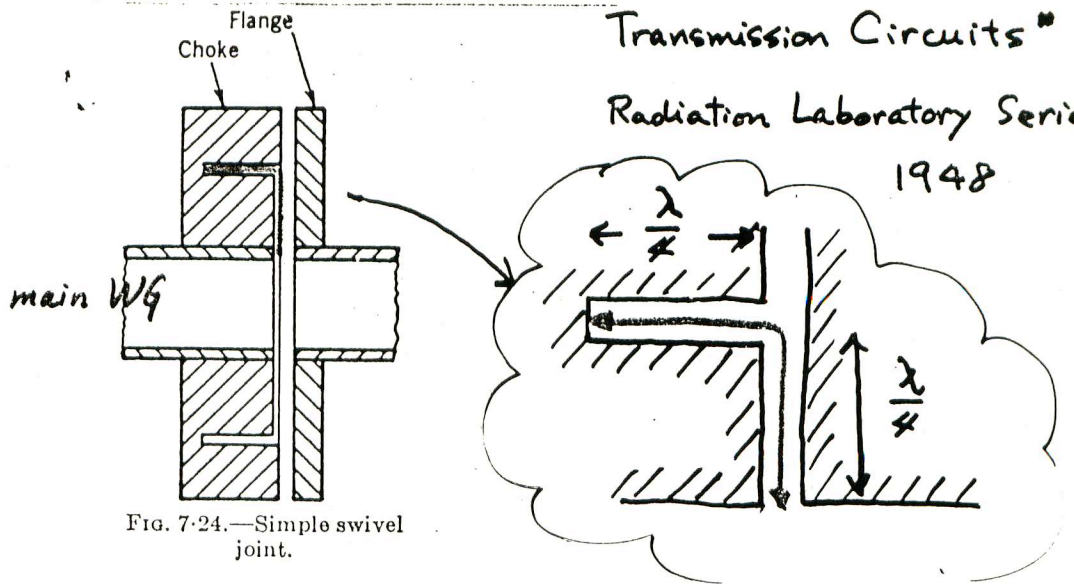 Transmission Circuits"
Radiation Laboratory Serie
1948
Flange
Choke
main WG
λ/4
λ/4
FIG. 7·24.—Simple swivel
joint.